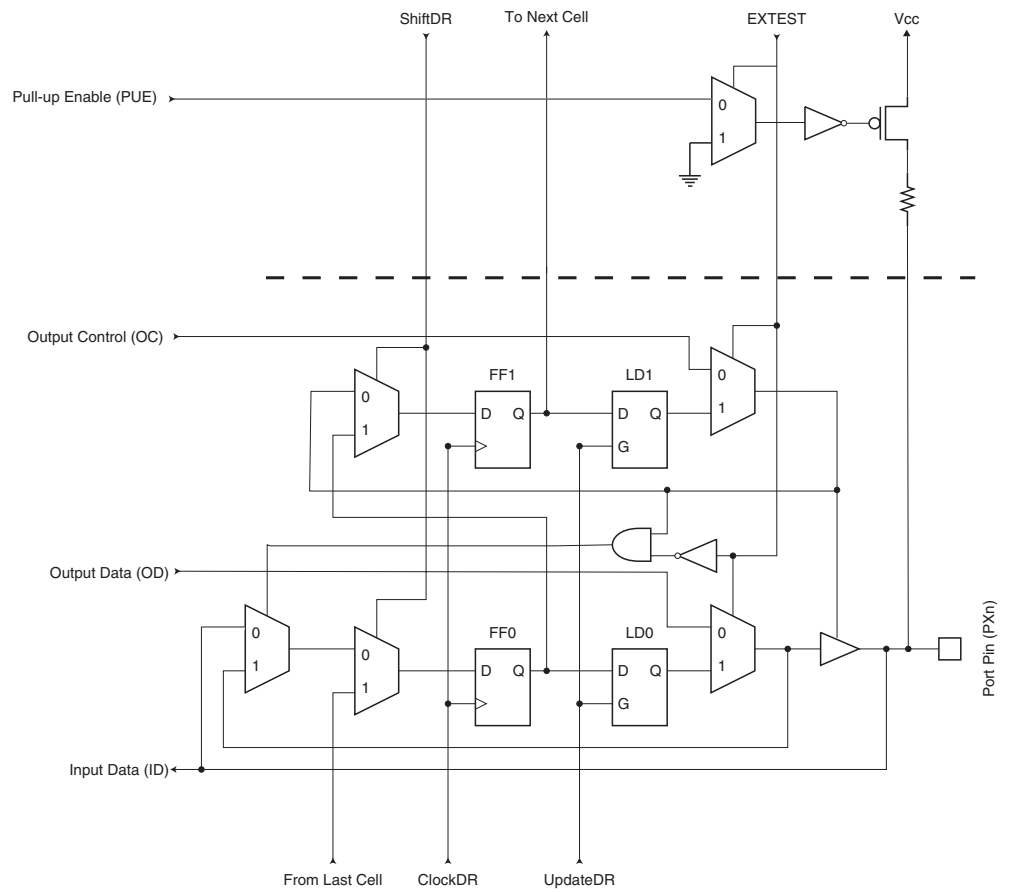 ShiftDR
To Next Cell
EXTEST
Vcc
Pull-up Enable (PUE)
0
1
Output Control (OC)
FF1
LD1
0
0
D Q
D Q
1
1
G
Output Data (OD)
FF0
LD0
0
0
0
D Q
D Q
1
1
1
G
Port Pin (PXn)
Input Data (ID)
From Last Cell
ClockDR
UpdateDR